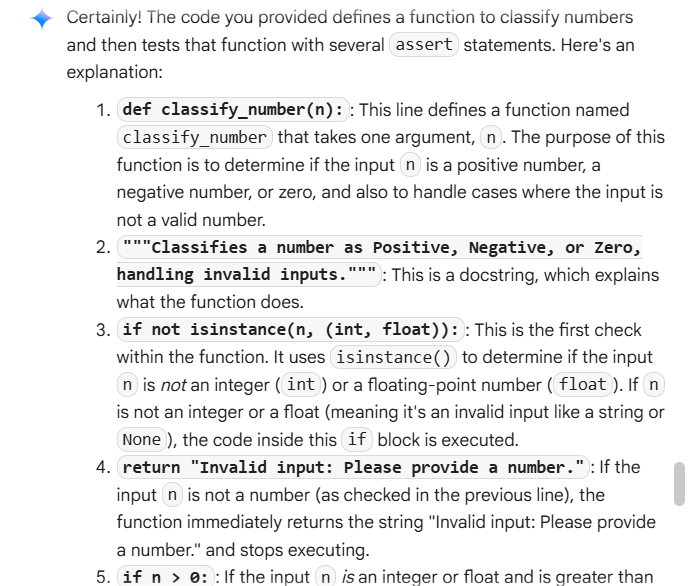 Certainly! The code you provided defines a function to classify numbers
and then tests that function with several assert statements. Here's an
explanation:
1. def classify_number(n): : This line defines a function named
classify_number that takes one argument, n . The purpose of this
function is to determine if the input n is a positive number, a
negative number, or zero, and also to handle cases where the input is
not a valid number.
2. """Classifies a number as Positive, Negative, or Zero,
handling invalid inputs.""" : This is a docstring, which explains
what the function does.
3. if not isinstance(n, (int, float)): : This is the first check
within the function. It uses isinstance() to determine if the input
n is not an integer ( int ) or a floating-point number ( float ). If n
is not an integer or a float (meaning it's an invalid input like a string or
None ), the code inside this if block is executed.
4. return "Invalid input: Please provide a number." : If the
input n is not a number (as checked in the previous line), the
function immediately returns the string "Invalid input: Please provide
a number." and stops executing.
5. if n > 0: : If the input n is an integer or float and is greater than